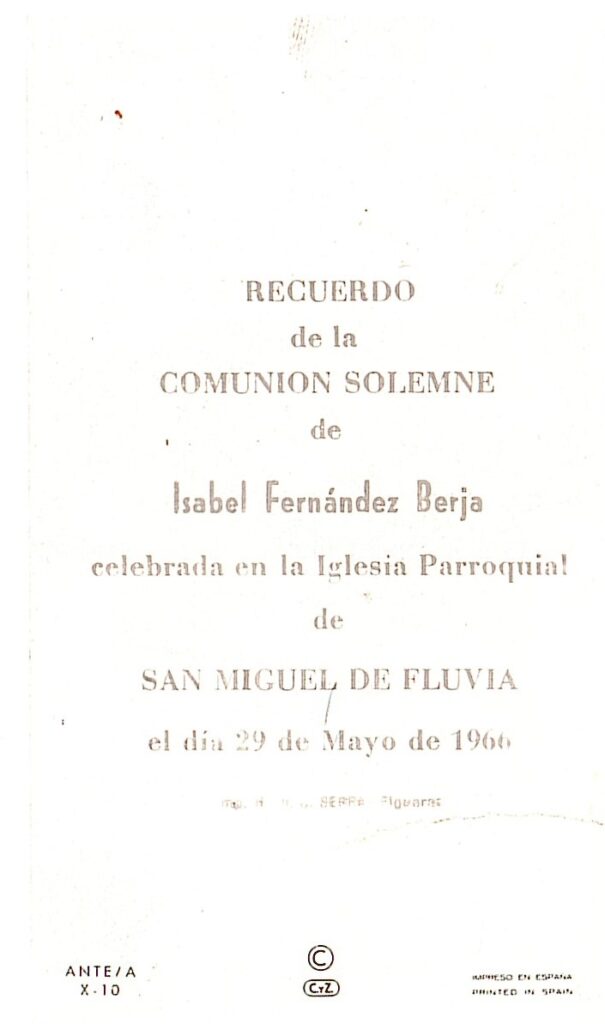 RECUERDO
de la
COMUNION SOLEMNE
de
Isabel Fernández Berja
celebrada en la Iglesia Parroquial
de
SAN MIGUEL DE FLUVIA
el día 29 de Mayo de 1966
Imp. SERRA Figueras
ANTE/A
X-10
©
C.Y Z.
IMPRESO EN ESPAÑA
PRINTED IN SPAIN